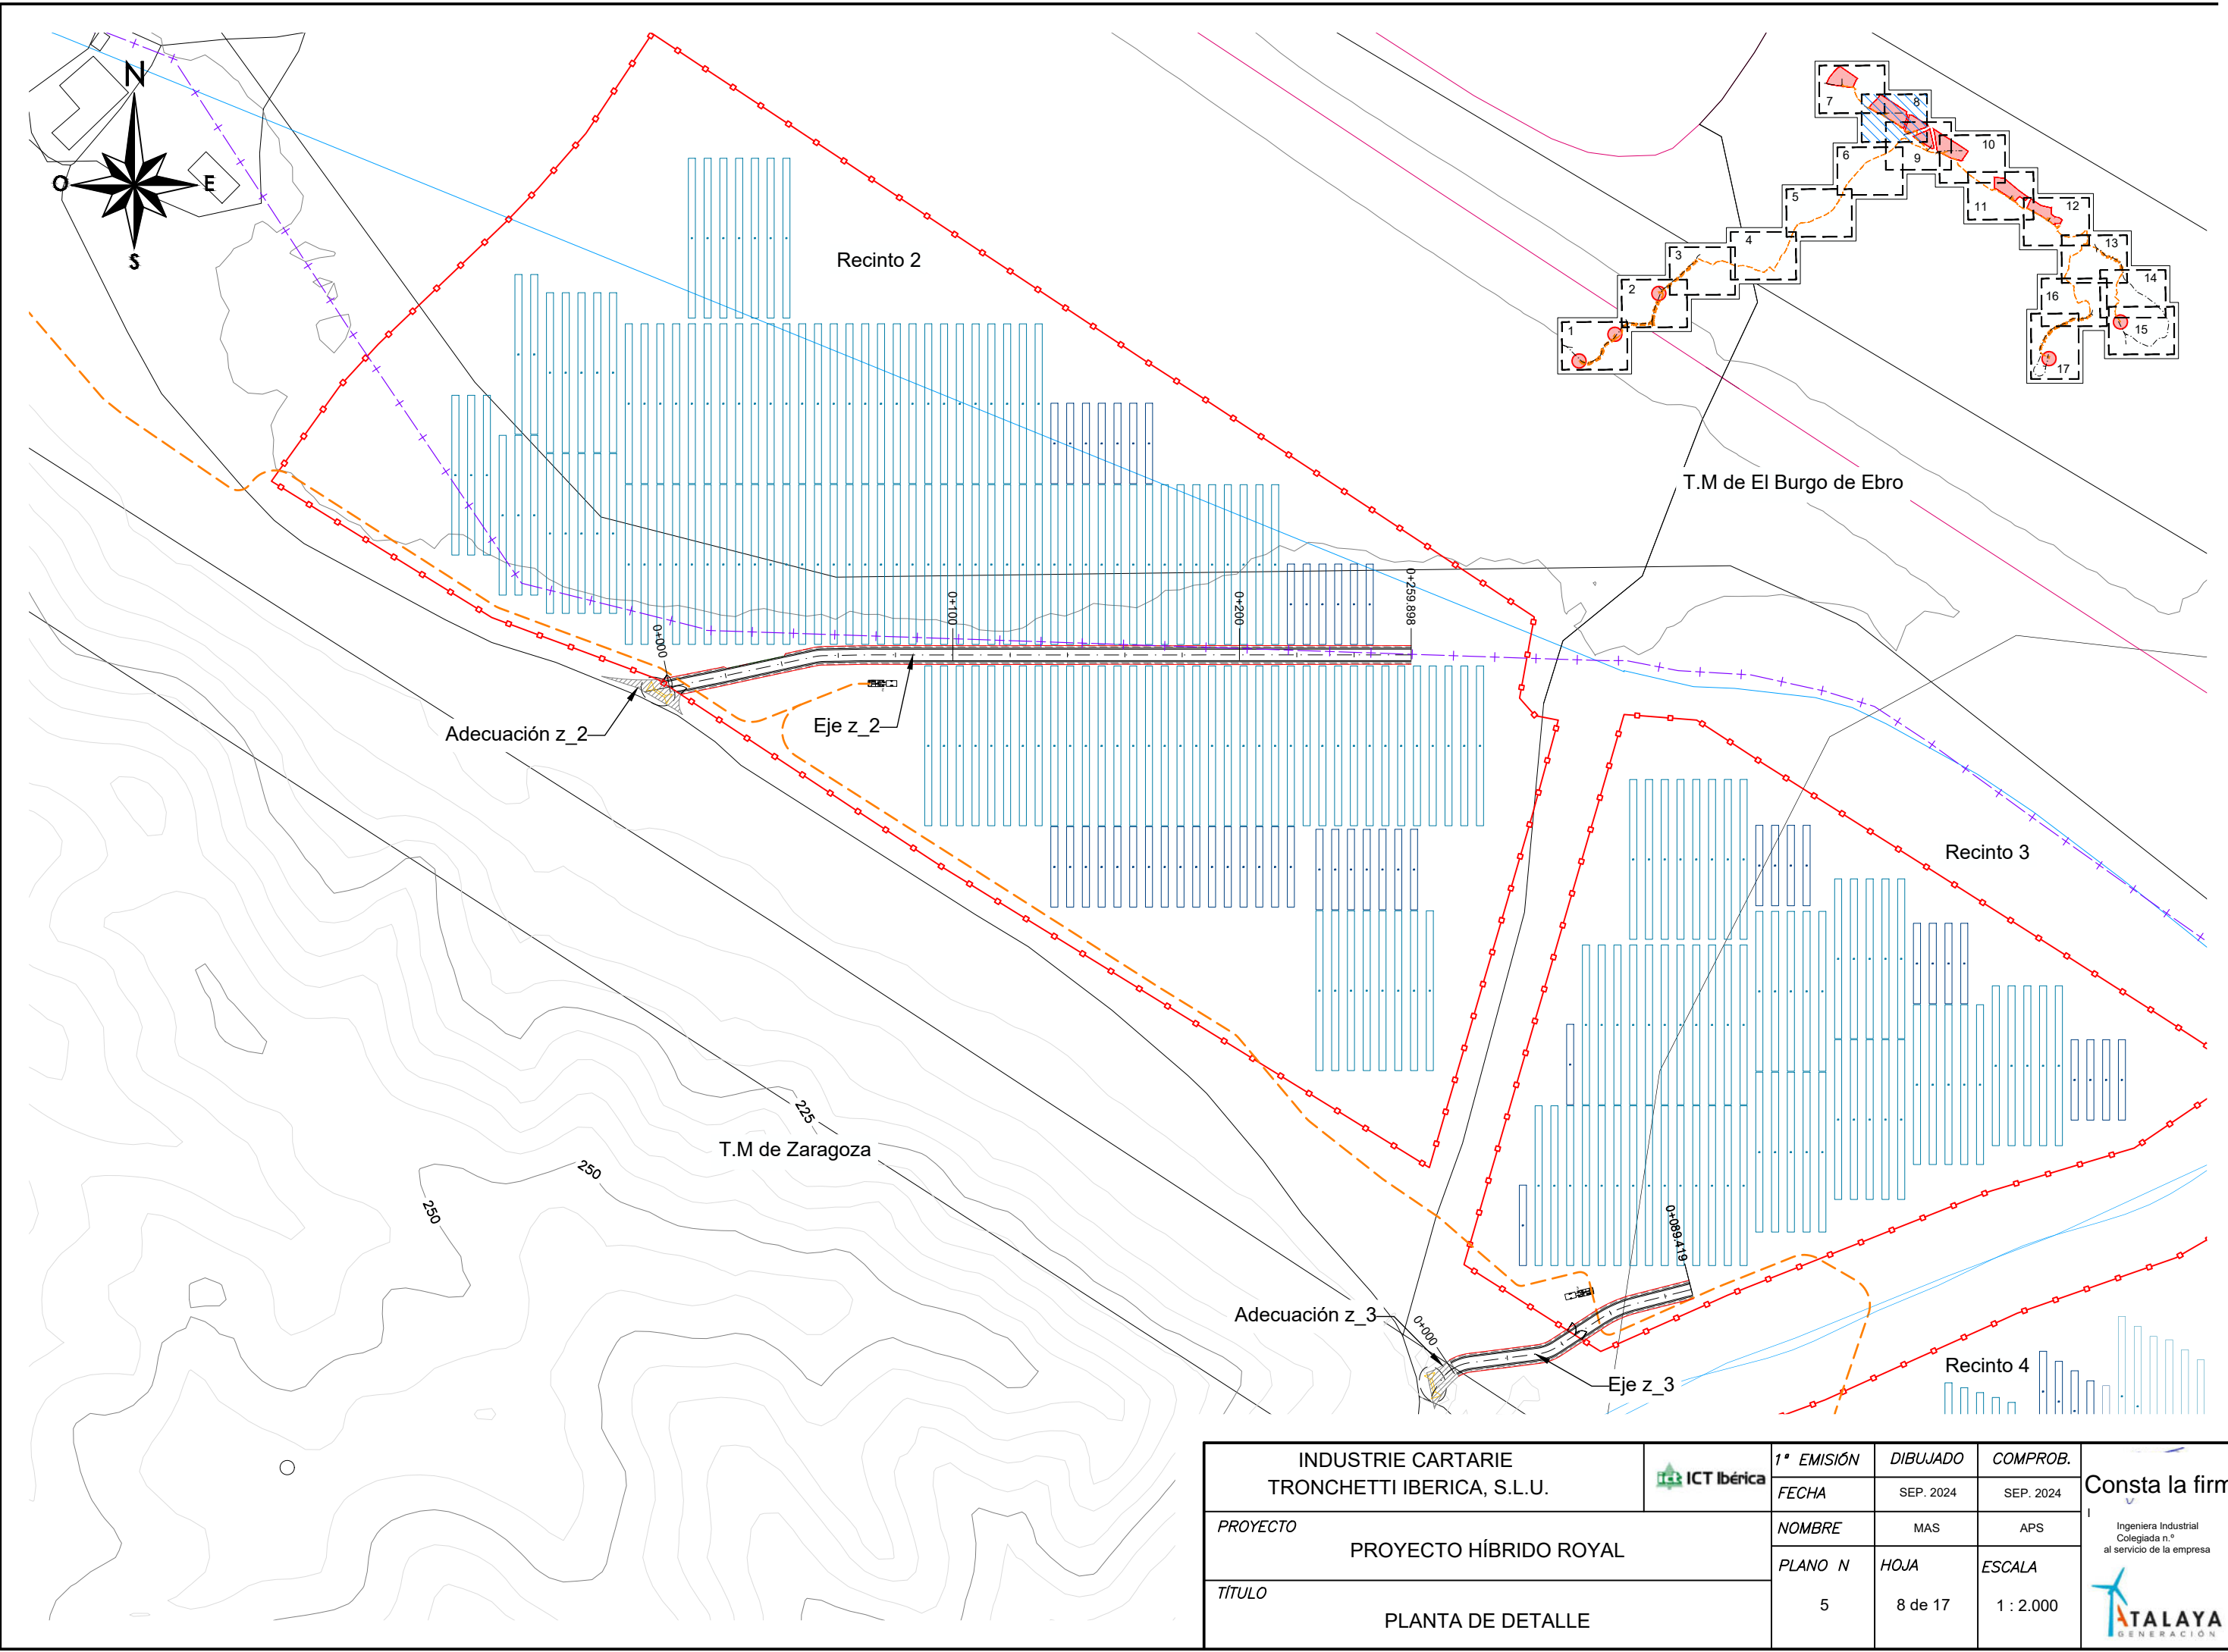 N
O
E
S
Recinto 2
7
8
6
10
9
5
11
12
4
3
13
2
14
16
1
15
17
T.M de El Burgo de Ebro
0+000
0+100
0+200
0+259.898
Adecuación z_2
Eje z_2
Recinto 3
225
T.M de Zaragoza
250
250
0+089.419
Adecuación z_3
0+000
Eje z_3
Recinto 4
INDUSTRIE CARTARIE
TRONCHETTI IBERICA, S.L.U.
ict ICT Ibérica
1ª EMISIÓN
DIBUJADO
COMPROB.
FECHA
SEP. 2024
SEP. 2024
NOMBRE
MAS
APS
PROYECTO
PROYECTO HÍBRIDO ROYAL
TÍTULO
PLANTA DE DETALLE
PLANO N
HOJA
ESCALA
5
8 de 17
1 : 2.000
Consta la firm
Ingeniera Industrial
Colegiada n.º
al servicio de la empresa
ATALAYA
GENERACIÓN